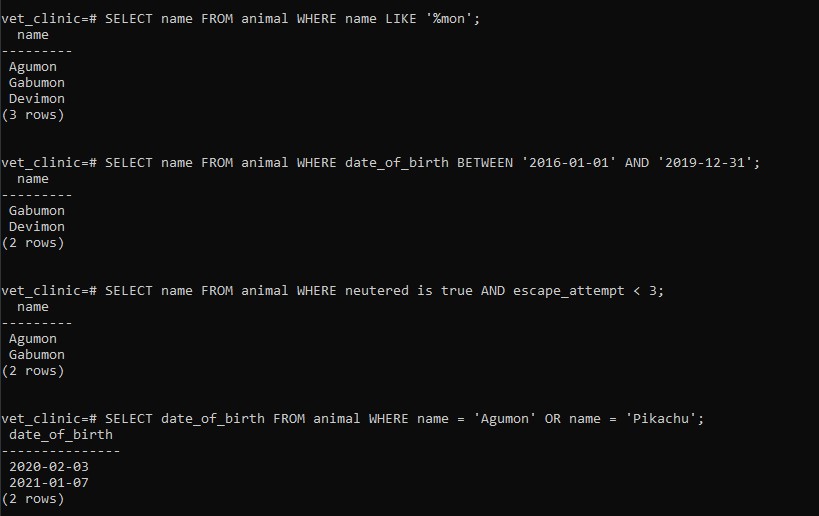 vet_clinic=# SELECT name FROM animal WHERE name LIKE '%mon';
  name
---------
 Agumon
 Gabumon
 Devimon
(3 rows)

vet_clinic=# SELECT name FROM animal WHERE date_of_birth BETWEEN '2016-01-01' AND '2019-12-31';
  name
---------
 Gabumon
 Devimon
(2 rows)

vet_clinic=# SELECT name FROM animal WHERE neutered is true AND escape_attempt < 3;
  name
---------
 Agumon
 Gabumon
(2 rows)

vet_clinic=# SELECT date_of_birth FROM animal WHERE name = 'Agumon' OR name = 'Pikachu';
 date_of_birth
---------------
 2020-02-03
 2021-01-07
(2 rows)